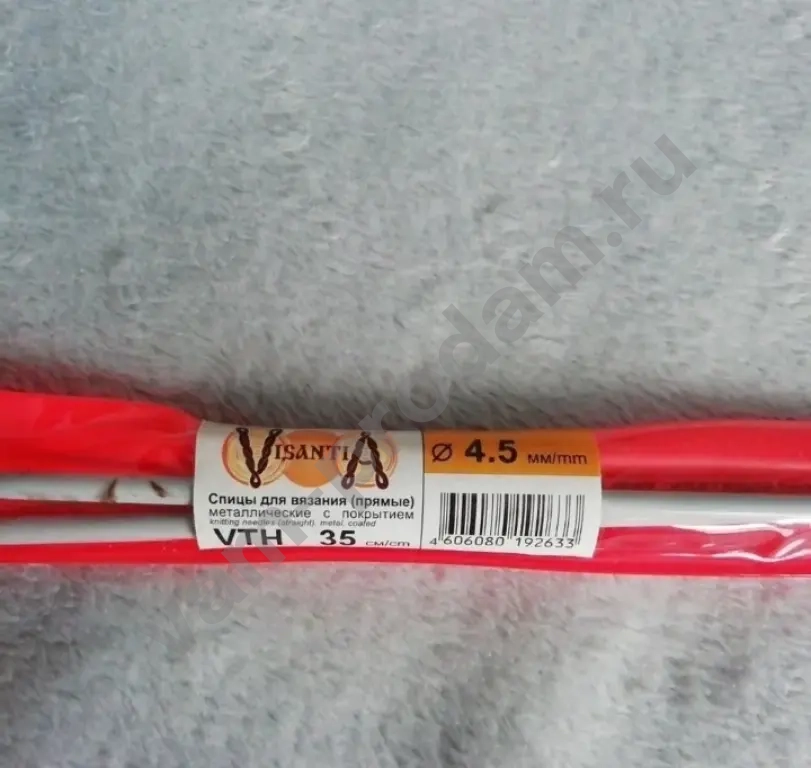 VISANTIA
Спицы для вязания (прямые)
металлические с покрытием
knitting needles (straight), metal, coated
VTH 35 см/cm
Ø 4.5 мм/mm
4 606080 192633